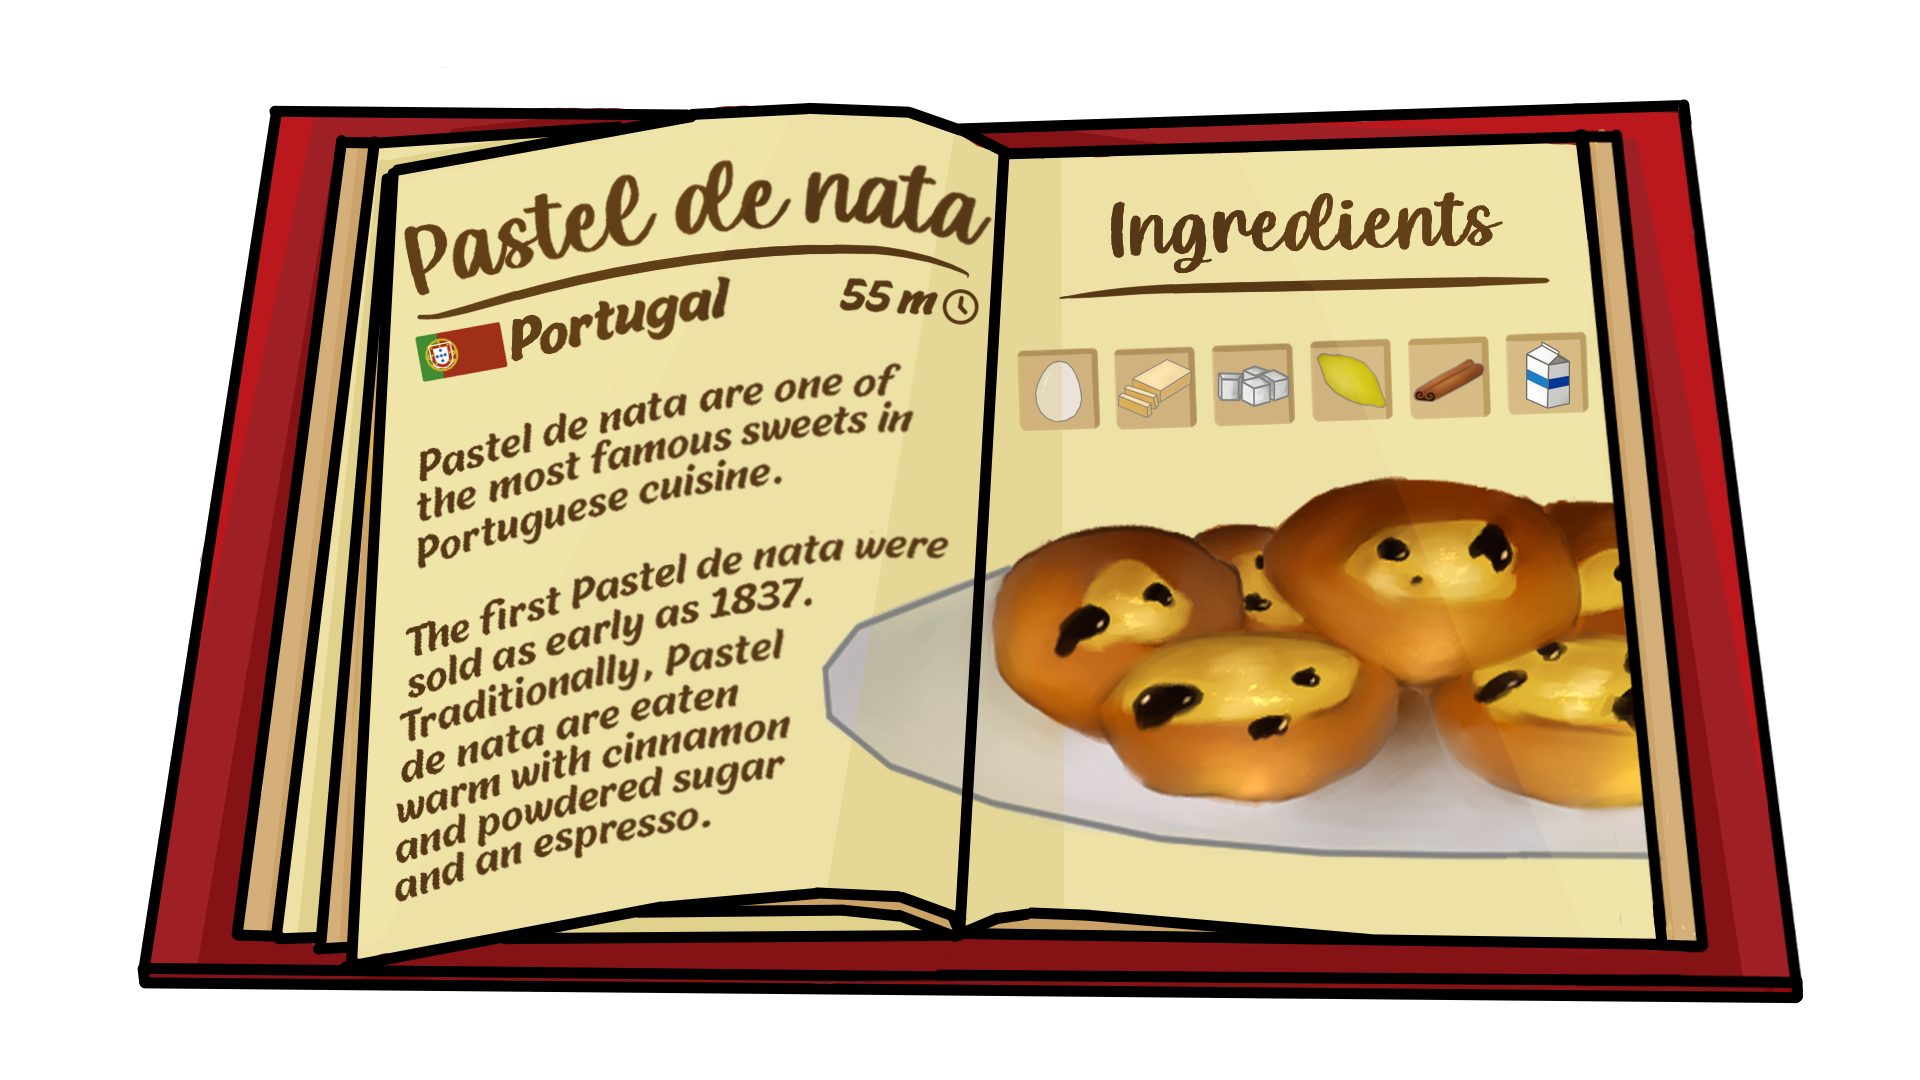 Pastel de nata
Portugal
55 m
Pastel de nata are one of
the most famous sweets in
Portuguese cuisine.
The first Pastel de nata were
sold as early as 1837.
Traditionally, Pastel
de nata are eaten
warm with cinnamon
and powdered sugar
and an espresso.
Ingredients